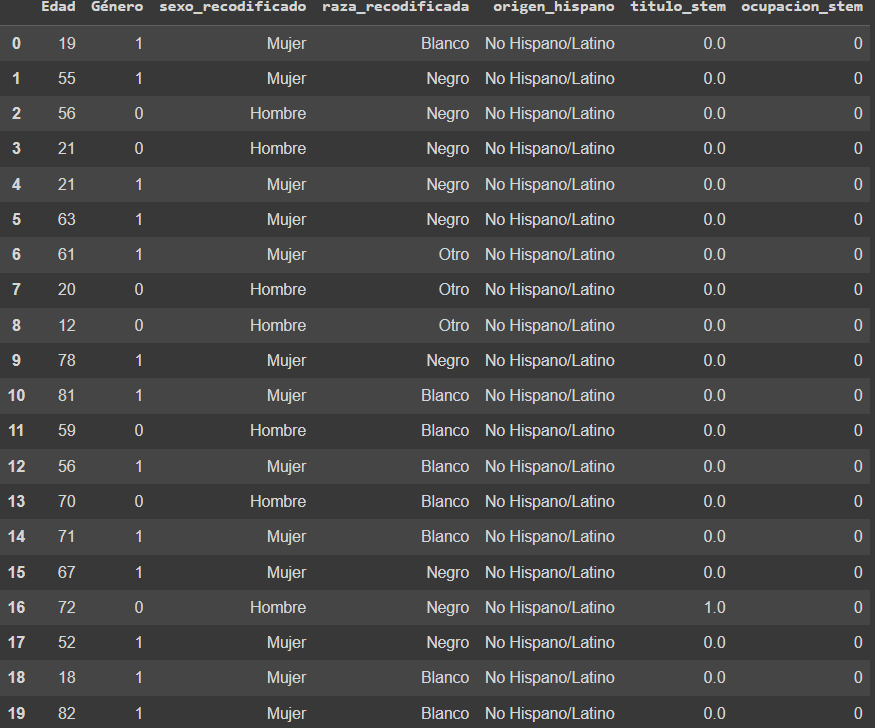 Edad Género sexo_recodificado raza_recodificada origen_hispano titulo_stem ocupacion_stem
0 19 1 Mujer Blanco No Hispano/Latino 0.0 0
1 55 1 Mujer Negro No Hispano/Latino 0.0 0
2 56 0 Hombre Negro No Hispano/Latino 0.0 0
3 21 0 Hombre Negro No Hispano/Latino 0.0 0
4 21 1 Mujer Negro No Hispano/Latino 0.0 0
5 63 1 Mujer Negro No Hispano/Latino 0.0 0
6 61 1 Mujer Otro No Hispano/Latino 0.0 0
7 20 0 Hombre Otro No Hispano/Latino 0.0 0
8 12 0 Hombre Otro No Hispano/Latino 0.0 0
9 78 1 Mujer Negro No Hispano/Latino 0.0 0
10 81 1 Mujer Blanco No Hispano/Latino 0.0 0
11 59 0 Hombre Blanco No Hispano/Latino 0.0 0
12 56 1 Mujer Blanco No Hispano/Latino 0.0 0
13 70 0 Hombre Blanco No Hispano/Latino 0.0 0
14 71 1 Mujer Blanco No Hispano/Latino 0.0 0
15 67 1 Mujer Negro No Hispano/Latino 0.0 0
16 72 0 Hombre Negro No Hispano/Latino 1.0 0
17 52 1 Mujer Negro No Hispano/Latino 0.0 0
18 18 1 Mujer Blanco No Hispano/Latino 0.0 0
19 82 1 Mujer Blanco No Hispano/Latino 0.0 0